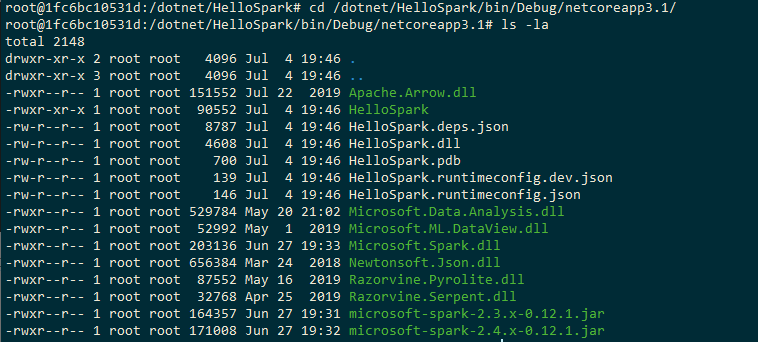 root@1fc6bc10531d:/dotnet/HelloSpark# cd /dotnet/HelloSpark/bin/Debug/netcoreapp3.1/
root@1fc6bc10531d:/dotnet/HelloSpark/bin/Debug/netcoreapp3.1# ls -la
total 2148
drwxr-xr-x 2 root root   4096 Jul  4 19:46 .
drwxr-xr-x 3 root root   4096 Jul  4 19:46 ..
-rwxr--r-- 1 root root 151552 Jul 22  2019 Apache.Arrow.dll
-rwxr-xr-x 1 root root  90552 Jul  4 19:46 HelloSpark
-rw-r--r-- 1 root root   8787 Jul  4 19:46 HelloSpark.deps.json
-rw-r--r-- 1 root root   4608 Jul  4 19:46 HelloSpark.dll
-rw-r--r-- 1 root root    700 Jul  4 19:46 HelloSpark.pdb
-rw-r--r-- 1 root root    139 Jul  4 19:46 HelloSpark.runtimeconfig.dev.json
-rw-r--r-- 1 root root    146 Jul  4 19:46 HelloSpark.runtimeconfig.json
-rwxr--r-- 1 root root 529784 May 20 21:02 Microsoft.Data.Analysis.dll
-rwxr--r-- 1 root root  52992 May  1  2019 Microsoft.ML.DataView.dll
-rwxr--r-- 1 root root 203136 Jun 27 19:33 Microsoft.Spark.dll
-rwxr--r-- 1 root root 656384 Mar 24  2018 Newtonsoft.Json.dll
-rwxr--r-- 1 root root  87552 May 16  2019 Razorvine.Pyrolite.dll
-rwxr--r-- 1 root root  32768 Apr 25  2019 Razorvine.Serpent.dll
-rwxr--r-- 1 root root 164357 Jun 27 19:31 microsoft-spark-2.3.x-0.12.1.jar
-rwxr--r-- 1 root root 171008 Jun 27 19:32 microsoft-spark-2.4.x-0.12.1.jar